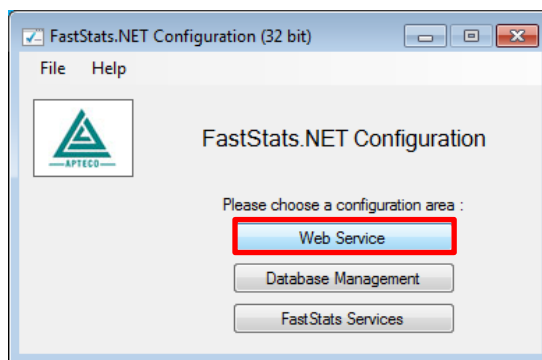 FastStats.NET Configuration (32 bit)
File Help
APTECO
FastStats.NET Configuration
Please choose a configuration area :
Web Service
Database Management
FastStats Services